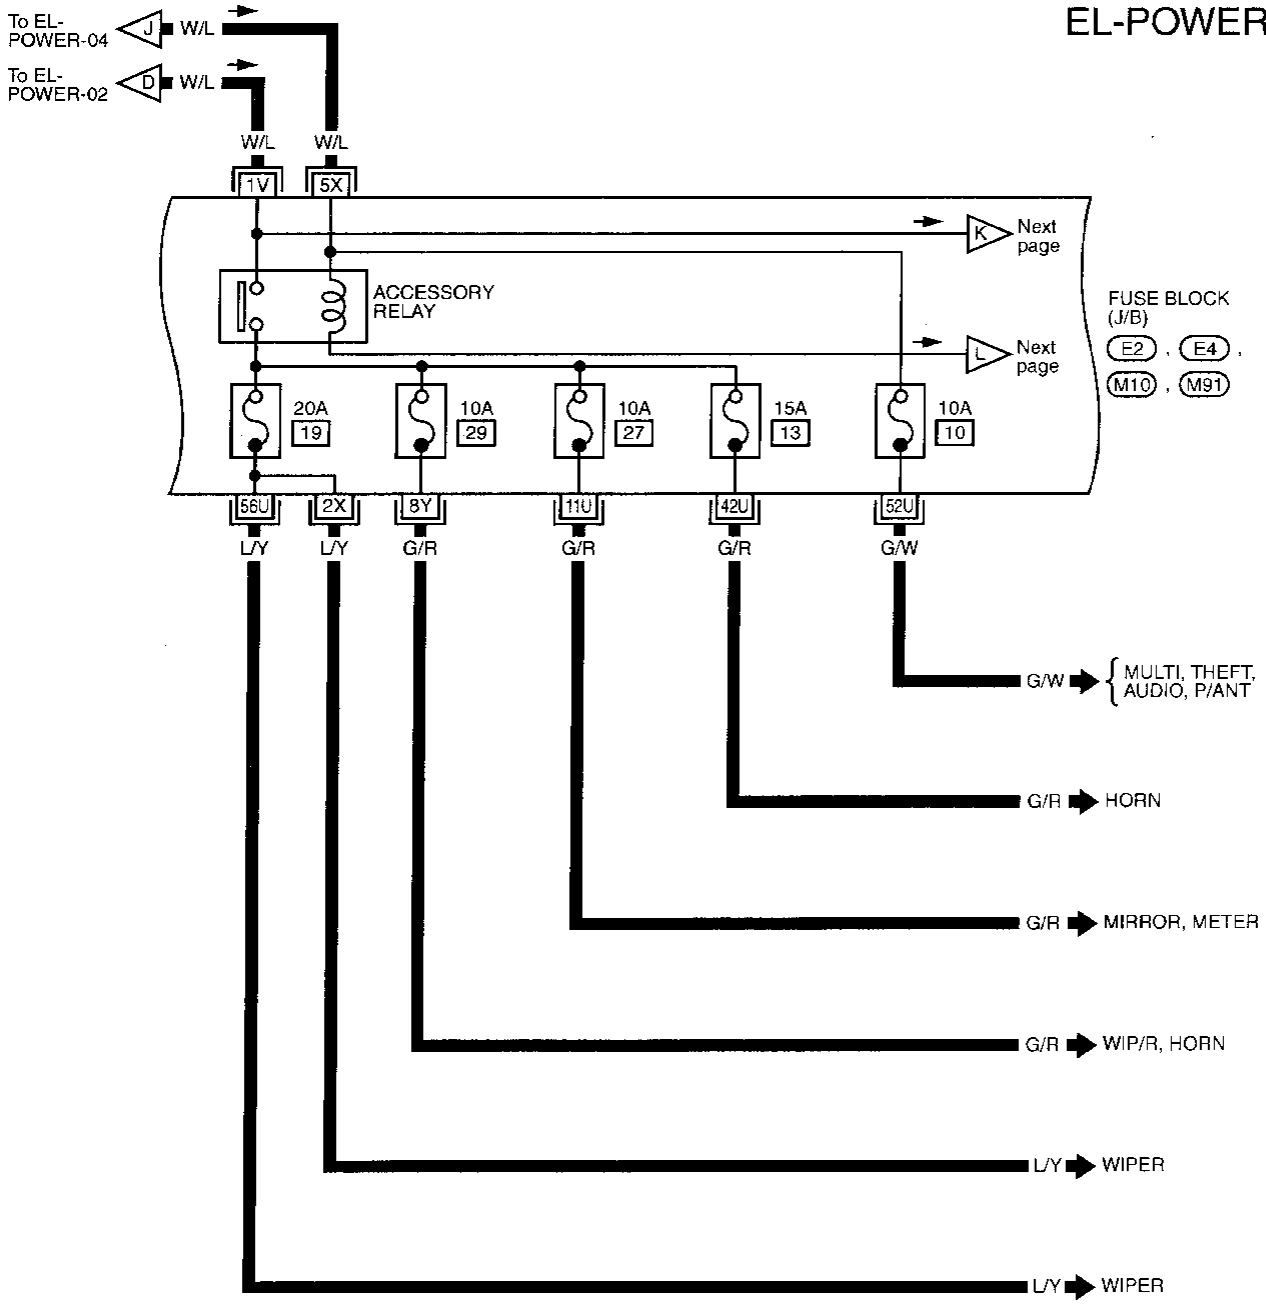 EL-POWER
To EL-
POWER-04
J
W/L
To EL-
POWER-02
D
W/L
W/L
W/L
1V
5X
K
Next
page
ACCESSORY
RELAY
L
Next
page
FUSE BLOCK
(J/B)
E2 , E4 ,
M10 , M91
20A
19
10A
29
10A
27
15A
13
10A
10
56U
2X
8Y
11U
42U
52U
L/Y
L/Y
G/R
G/R
G/R
G/W
G/W
MULTI, THEFT,
AUDIO, P/ANT
G/R
HORN
G/R
MIRROR, METER
G/R
WIP/R, HORN
L/Y
WIPER
L/Y
WIPER